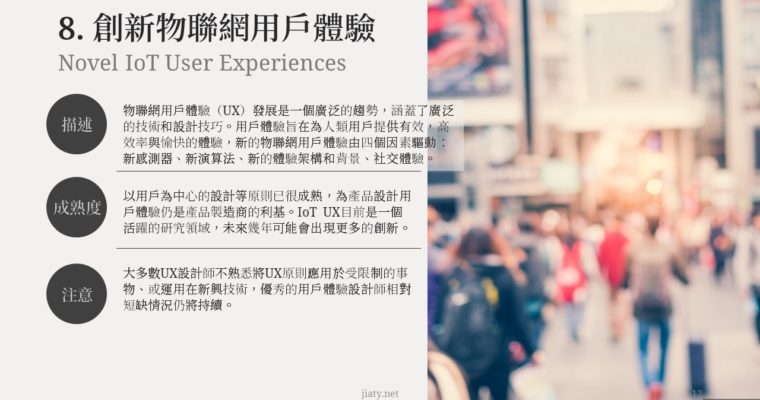 8. 創新物聯網用戶體驗
Novel IoT User Experiences
描述
物聯網用戶體驗（UX）發展是一個廣泛的趨勢，涵蓋了廣泛
的技術和設計技巧。用戶體驗旨在為人類用戶提供有效，高
效率與愉快的體驗，新的物聯網用戶體驗由四個因素驅動：
新感測器、新演算法、新的體驗架構和背景、社交體驗。
成熟度
以用戶為中心的設計等原則已很成熟，為產品設計用
戶體驗仍是產品製造商的利基。IoT UX目前是一個
活躍的研究領域，未來幾年可能會出現更多的創新。
注意
大多數UX設計師不熟悉將UX原則應用於受限制的事
物、或運用在新興技術，優秀的用戶體驗設計師相對
短缺情況仍將持續。
jiaty.net
12